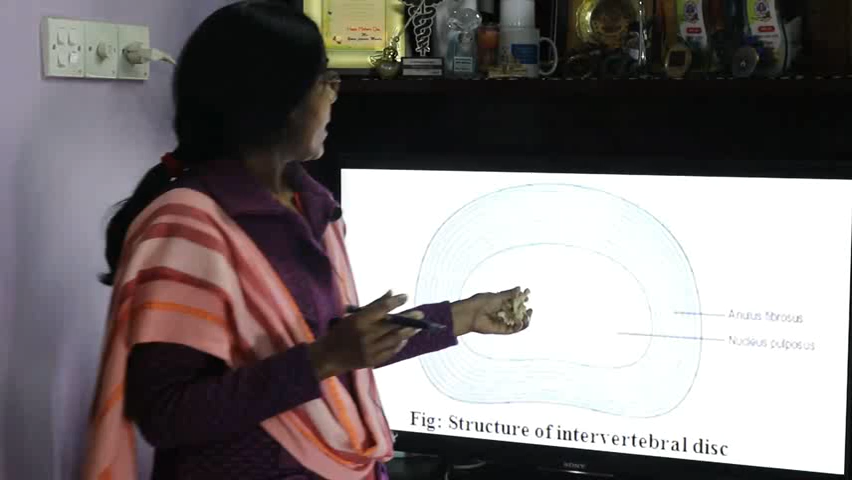 Anulus fibrosus
Nucleus pulposus
Fig: Structure of intervertebral disc
SONY